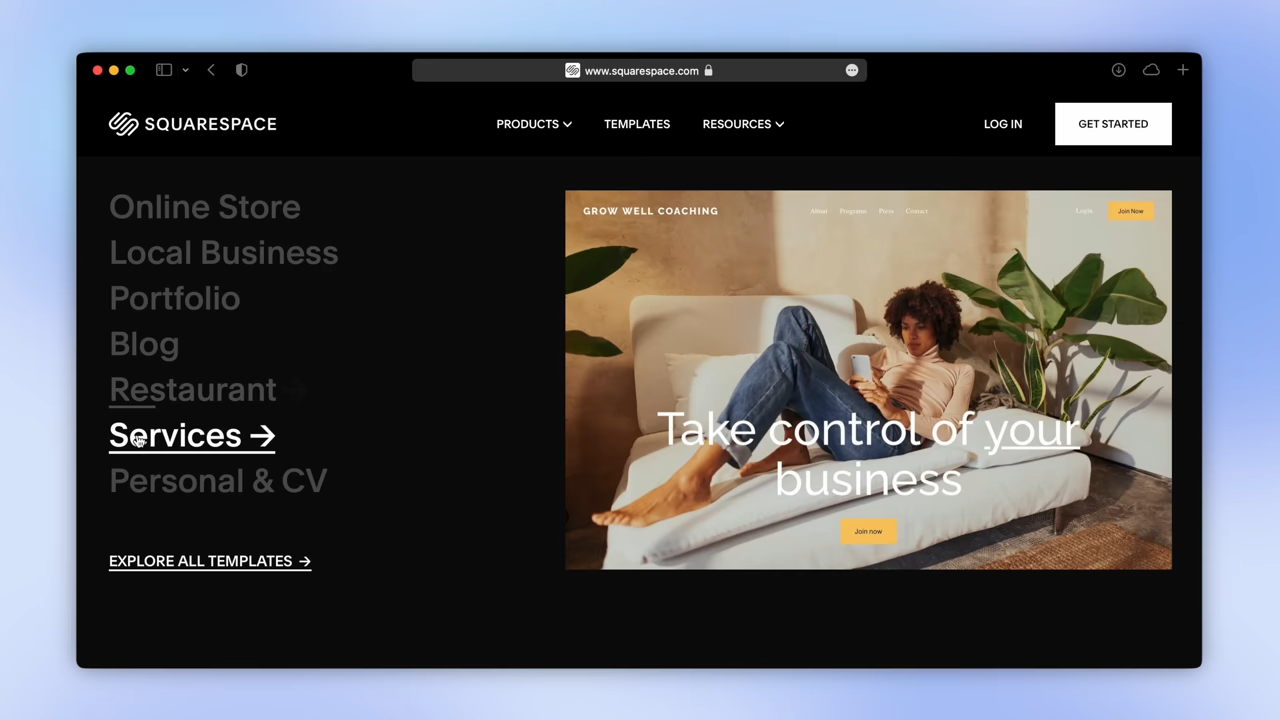 www.squarespace.com
SQUARESPACE
PRODUCTS
TEMPLATES
RESOURCES
LOG IN
GET STARTED
Online Store
Local Business
Portfolio
Blog
Restaurant
Services →
Personal & CV
EXPLORE ALL TEMPLATES →
GROW WELL COACHING
About
Programs
Press
Contact
Login
Join Now
Take control of your
business
Join now